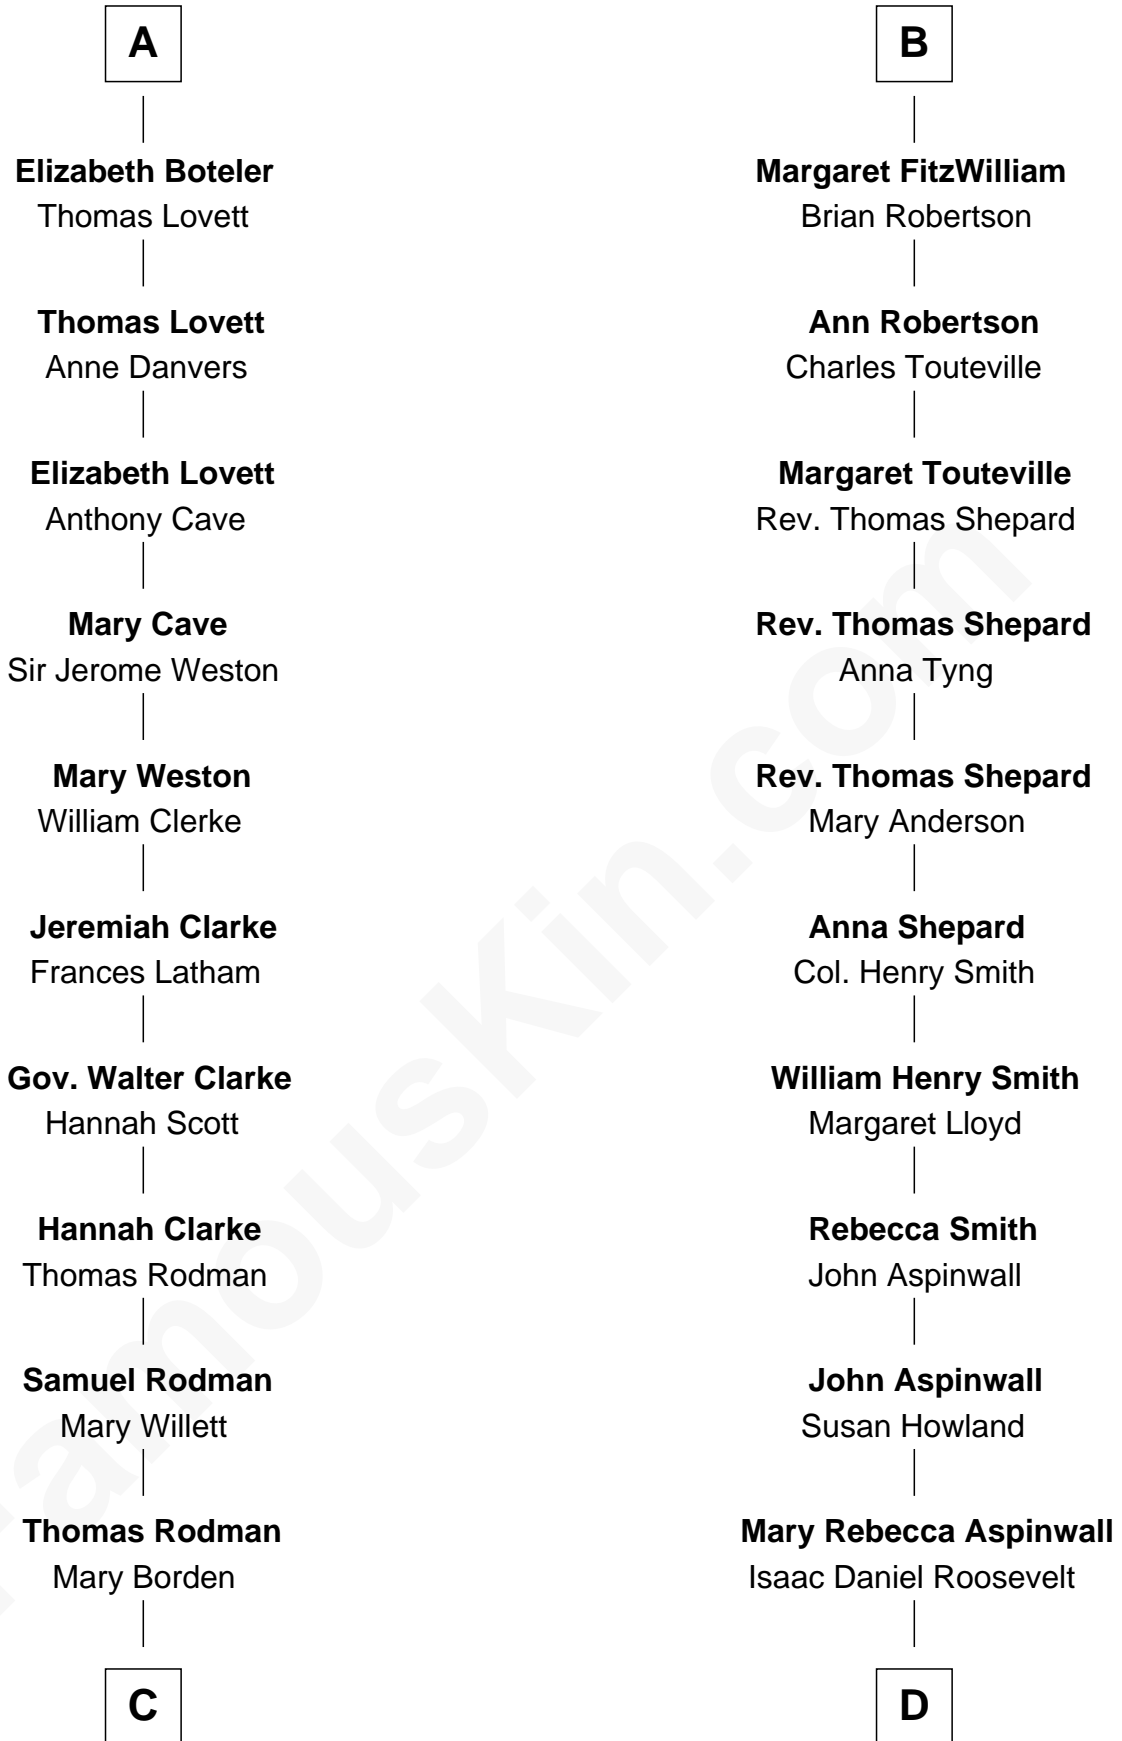 A
Elizabeth Boteler
Thomas Lovett
Thomas Lovett
Anne Danvers
Elizabeth Lovett
Anthony Cave
Mary Cave
Sir Jerome Weston
Mary Weston
William Clerke
Jeremiah Clarke
Frances Latham
Gov. Walter Clarke
Hannah Scott
Hannah Clarke
Thomas Rodman
Samuel Rodman
Mary Willett
Thomas Rodman
Mary Borden
C
B
Margaret FitzWilliam
Brian Robertson
Ann Robertson
Charles Touteville
Margaret Touteville
Rev. Thomas Shepard
Rev. Thomas Shepard
Anna Tyng
Rev. Thomas Shepard
Mary Anderson
Anna Shepard
Col. Henry Smith
William Henry Smith
Margaret Lloyd
Rebecca Smith
John Aspinwall
John Aspinwall
Susan Howland
Mary Rebecca Aspinwall
Isaac Daniel Roosevelt
D
FamousKin.com